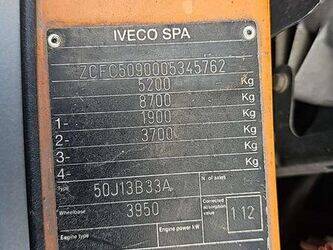 IVECO SPA
ZCFC5090005345762
5200 Kg
8700 Kg
1- 1900 Kg
2- 3700 Kg
3- Kg
4- Kg
Type 50J13B33A N. of axles
Wheelbase 3950 Corrected absorption value 1.12
Engine type Engine power kW